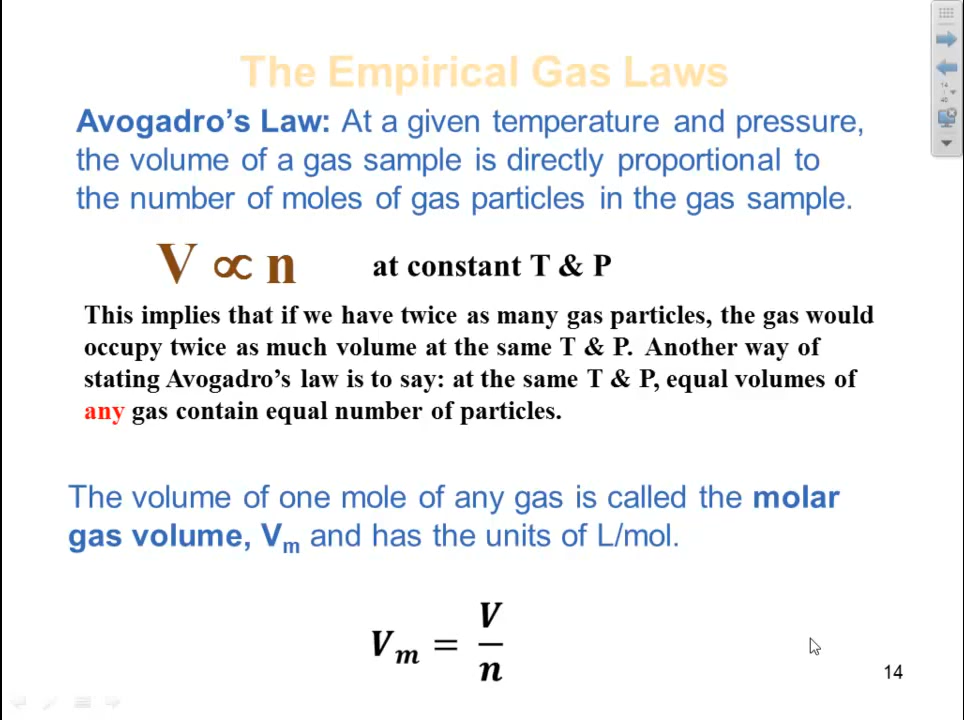 The Empirical Gas Laws
Avogadro's Law: At a given temperature and pressure,
the volume of a gas sample is directly proportional to
the number of moles of gas particles in the gas sample.
V ∝ n at constant T & P
This implies that if we have twice as many gas particles, the gas would
occupy twice as much volume at the same T & P. Another way of
stating Avogadro's law is to say: at the same T & P, equal volumes of
any gas contain equal number of particles.
The volume of one mole of any gas is called the molar
gas volume, Vₘ and has the units of L/mol.
Vₘ = V/n
14
14
40